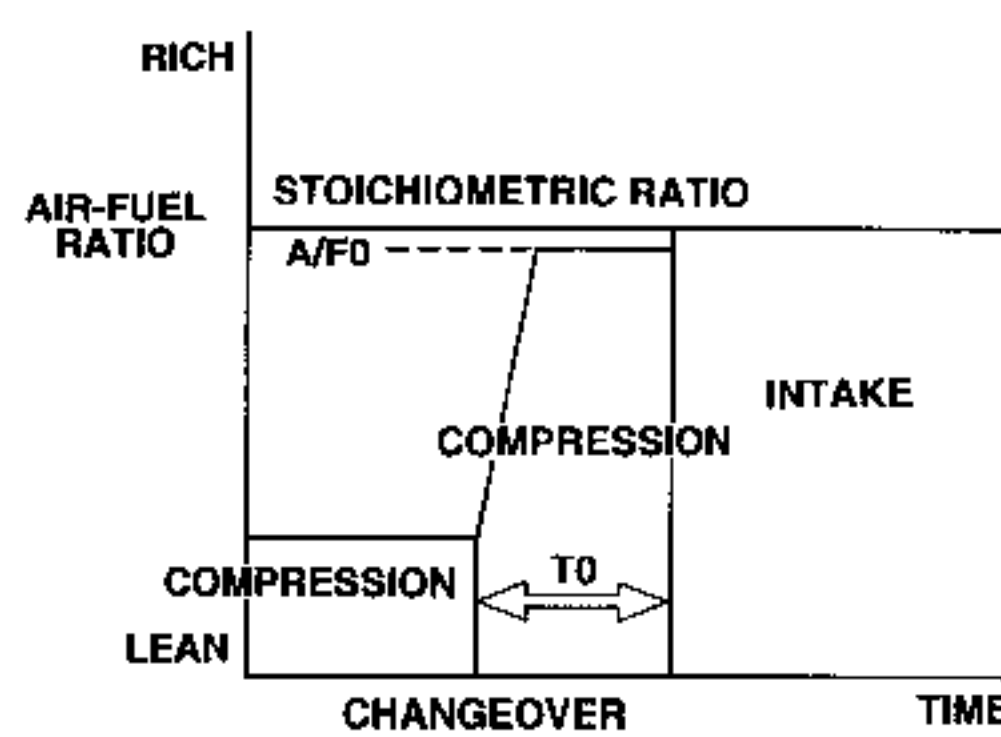 RICH
STOICHIOMETRIC RATIO
AIR-FUEL
RATIO
A/F0
INTAKE
COMPRESSION
T0
COMPRESSION
LEAN
CHANGEOVER
TIME